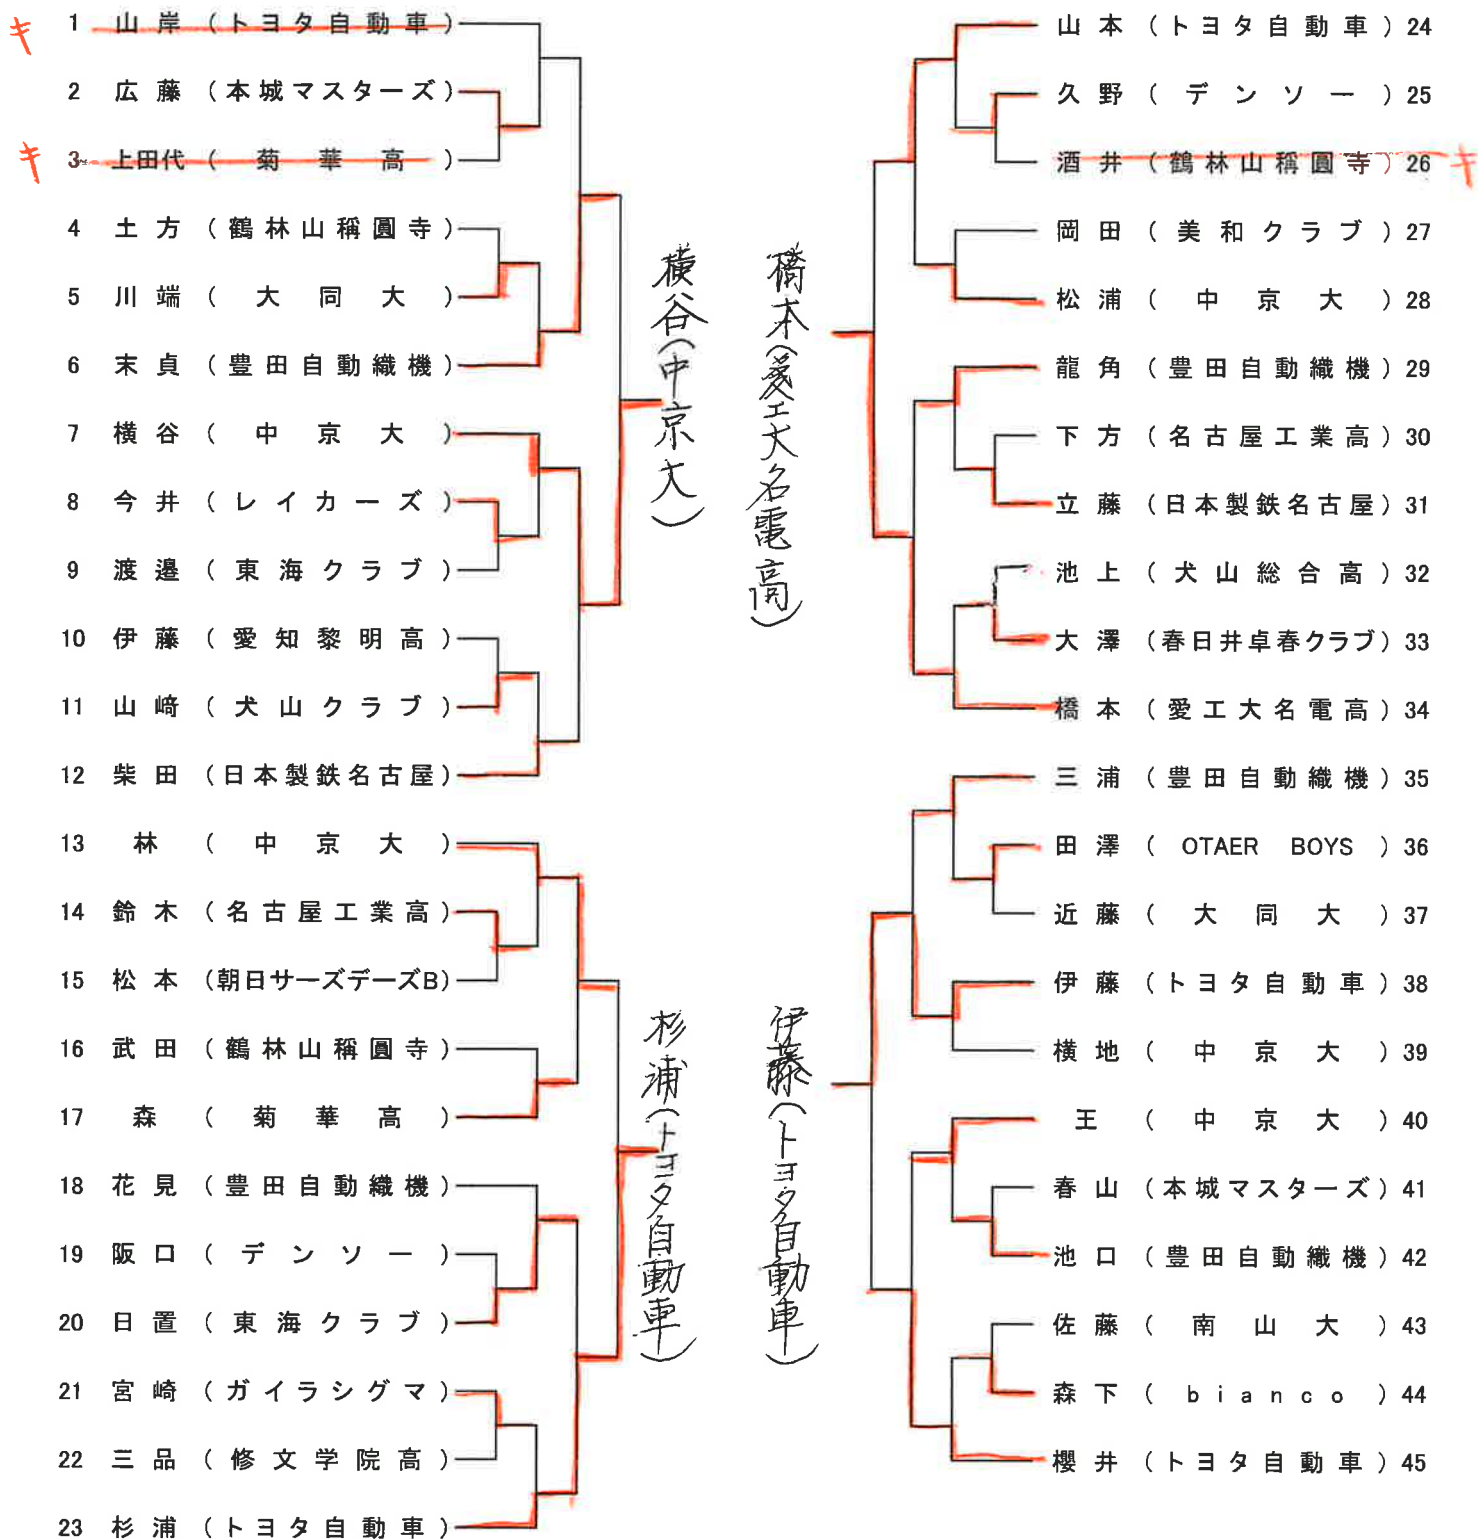 キ
1 山岸 (トヨタ自動車)
2 広藤 (本城マスターズ)
キ
3 上田代 (菊華高)
4 土方 (鶴林山稱圓寺)
5 川端 (大同大)
6 末貞 (豊田自動織機)
7 横谷 (中京大)
8 今井 (レイカーズ)
9 渡邉 (東海クラブ)
10 伊藤 (愛知黎明高)
11 山﨑 (犬山クラブ)
12 柴田 (日本製鉄名古屋)
13 林 (中京大)
14 鈴木 (名古屋工業高)
15 松本 (朝日サーズデーズB)
16 武田 (鶴林山稱圓寺)
17 森 (菊華高)
18 花見 (豊田自動織機)
19 阪口 (デンソー)
20 日置 (東海クラブ)
21 宮崎 (ガイラシグマ)
22 三品 (修文学院高)
23 杉浦 (トヨタ自動車)
横谷(中京大)
杉浦(トヨタ自動車)
橋本(愛工大名電高)
伊藤(トヨタ自動車)
山本 (トヨタ自動車) 24
久野 (デンソー) 25
酒井 (鶴林山稱圓寺) 26
キ
岡田 (美和クラブ) 27
松浦 (中京大) 28
龍角 (豊田自動織機) 29
下方 (名古屋工業高) 30
立藤 (日本製鉄名古屋) 31
池上 (犬山総合高) 32
大澤 (春日井卓春クラブ) 33
橋本 (愛工大名電高) 34
三浦 (豊田自動織機) 35
田澤 (OTAER BOYS) 36
近藤 (大同大) 37
伊藤 (トヨタ自動車) 38
横地 (中京大) 39
王 (中京大) 40
春山 (本城マスターズ) 41
池口 (豊田自動織機) 42
佐藤 (南山大) 43
森下 (bianco) 44
櫻井 (トヨタ自動車) 45